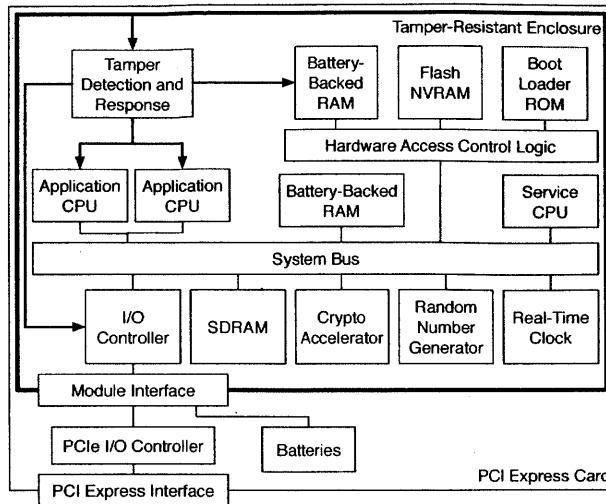 Tamper-Resistant Enclosure
Tamper
Detection and
Response
Battery-
Backed
RAM
Flash
NVRAM
Boot
Loader
ROM
Hardware Access Control Logic
Application
CPU
Application
CPU
Battery-Backed
RAM
Service
CPU
System Bus
I/O
Controller
SDRAM
Crypto
Accelerator
Random
Number
Generator
Real-Time
Clock
Module Interface
PCIe I/O Controller
Batteries
PCI Express Interface
PCI Express Card